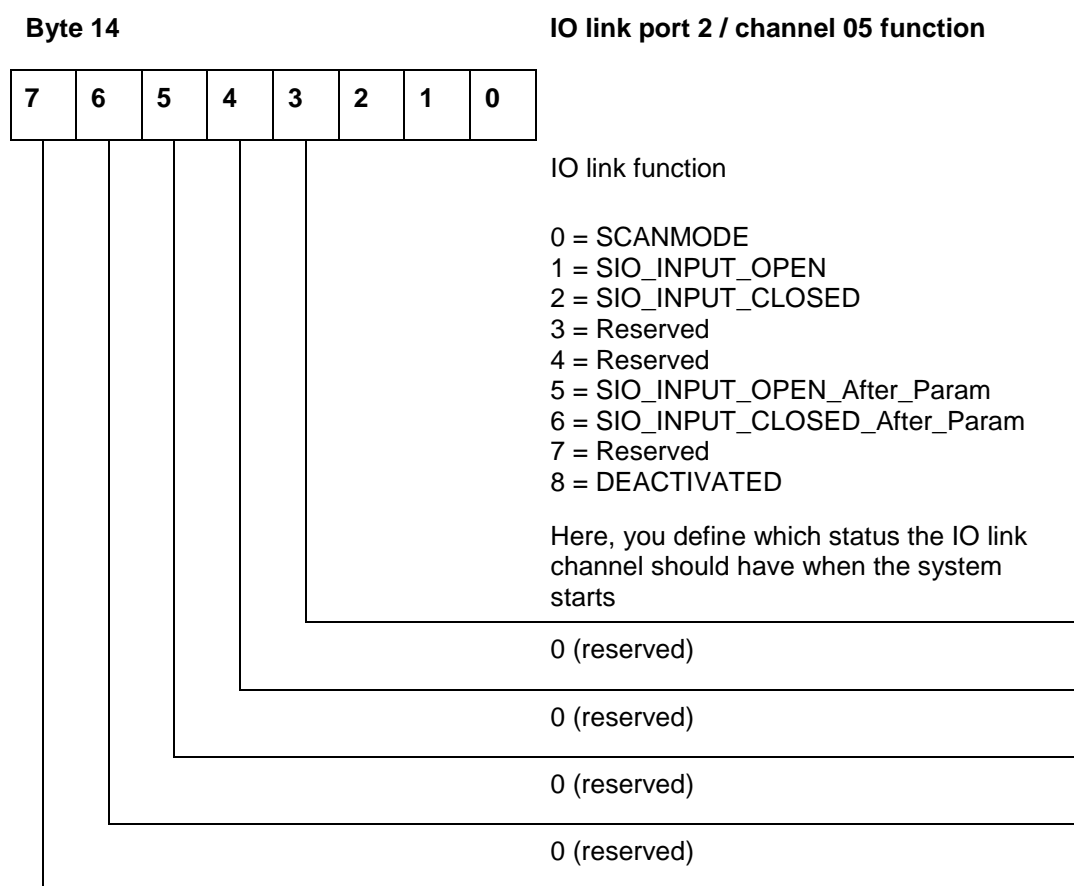 Byte 14 IO link port 2 / channel 05 function
7 6 5 4 3 2 1 0
IO link function
0 = SCANMODE
1 = SIO_INPUT_OPEN
2 = SIO_INPUT_CLOSED
3 = Reserved
4 = Reserved
5 = SIO_INPUT_OPEN_After_Param
6 = SIO_INPUT_CLOSED_After_Param
7 = Reserved
8 = DEACTIVATED
Here, you define which status the IO link
channel should have when the system
starts
0 (reserved)
0 (reserved)
0 (reserved)
0 (reserved)